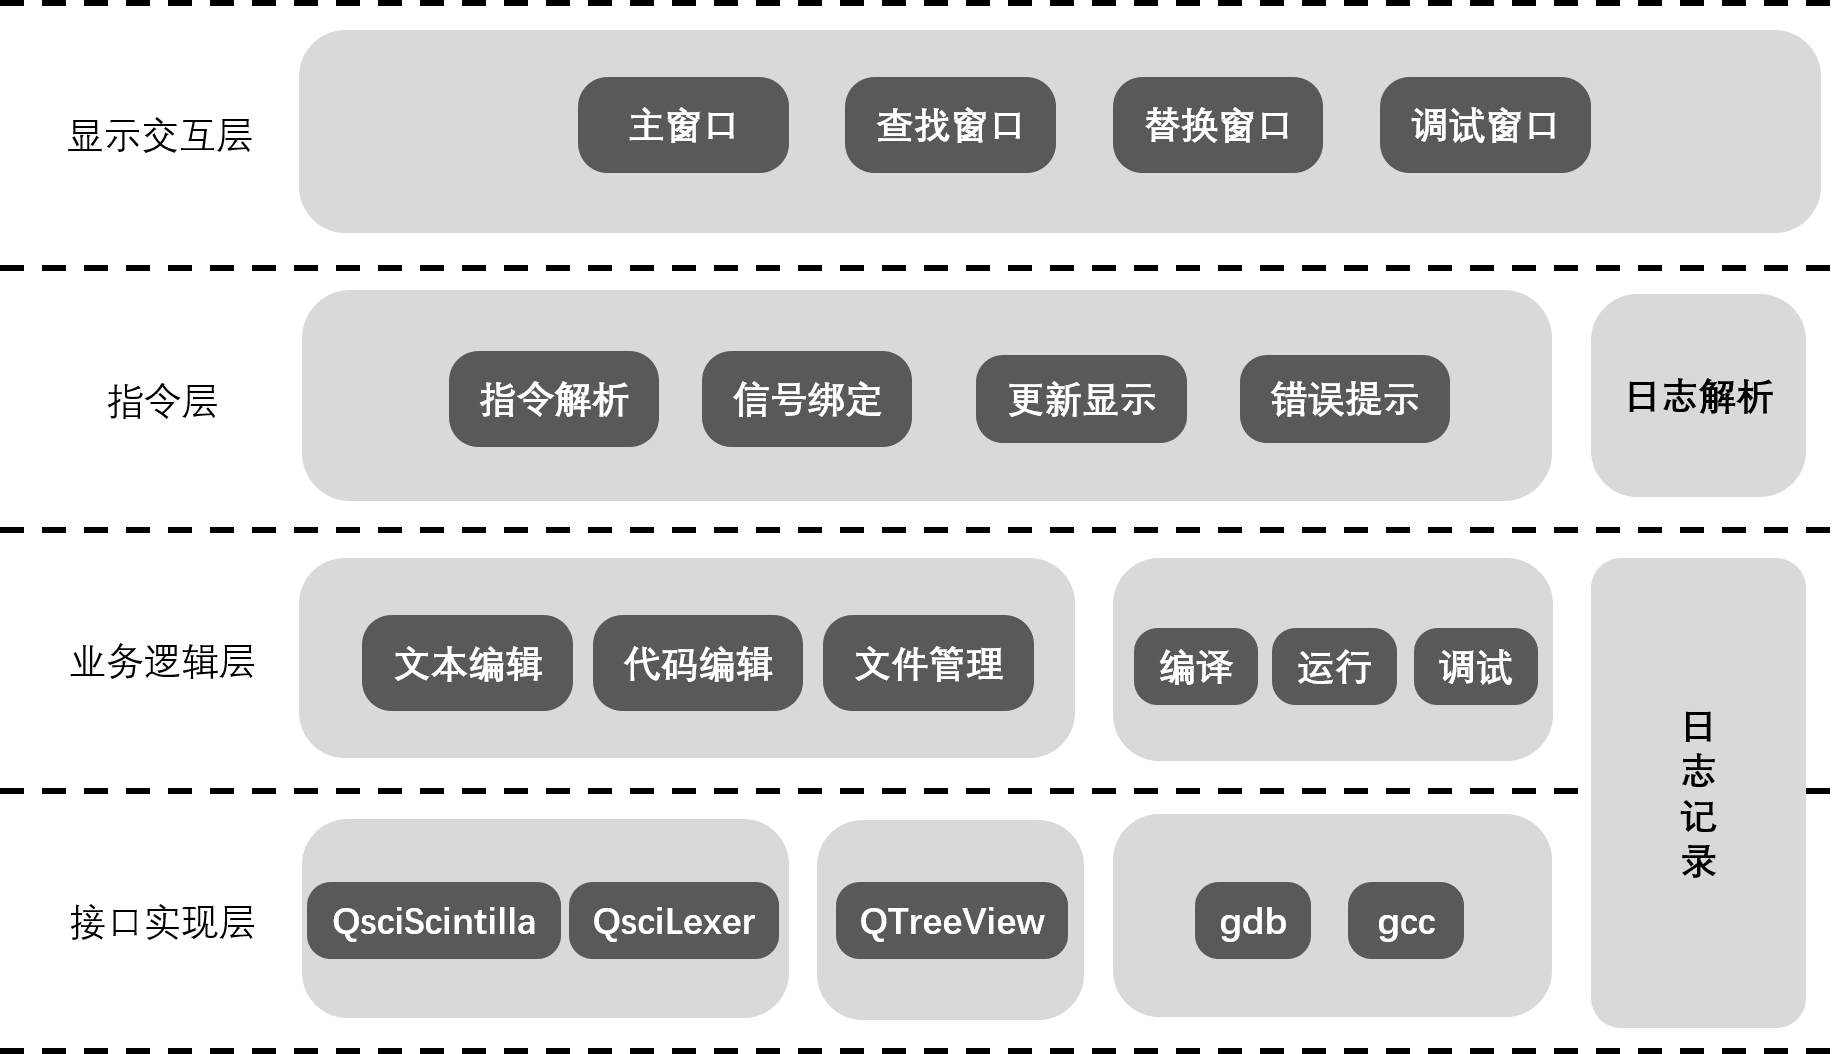 显示交互层
主窗口
查找窗口
替换窗口
调试窗口
指令层
指令解析
信号绑定
更新显示
错误提示
日志解析
业务逻辑层
文本编辑
代码编辑
文件管理
编译
运行
调试
日
志
记
录
接口实现层
QsciScintilla
QsciLexer
QTreeView
gdb
gcc